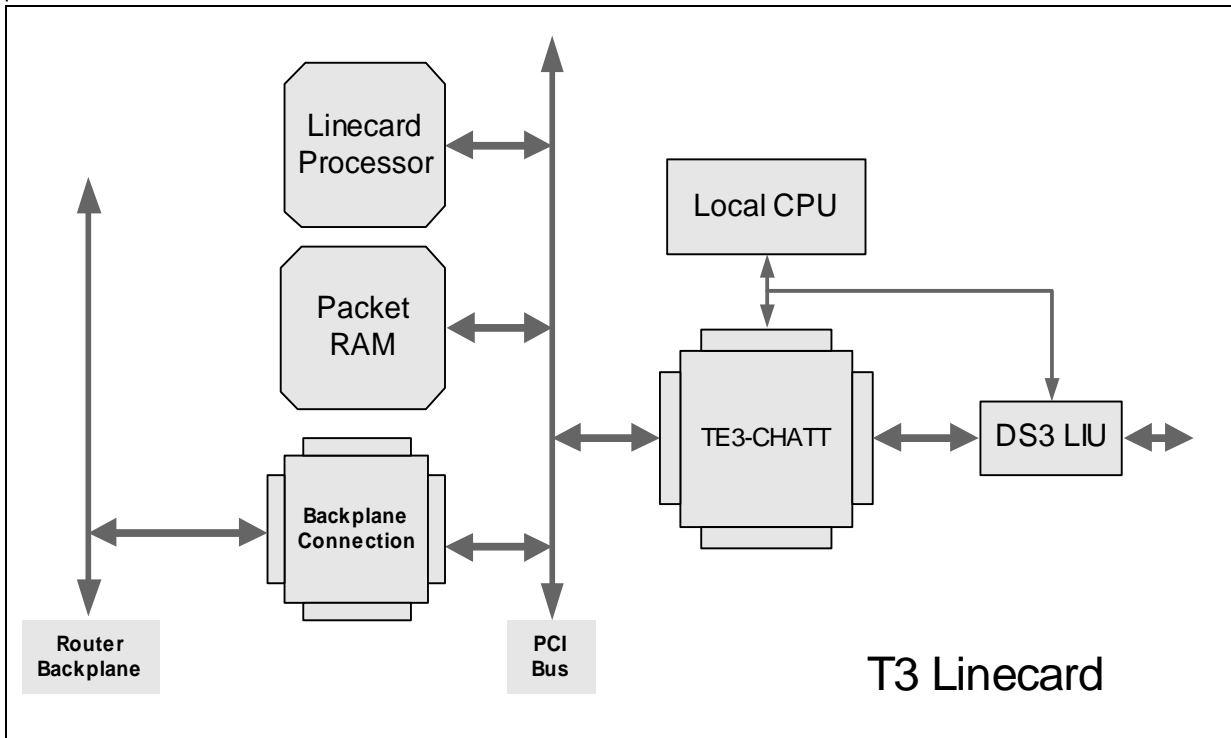 Linecard
Processor
Local CPU
Packet
RAM
TE3-CHATT
DS3 LIU
Backplane
Connection
Router
Backplane
PCI
Bus
T3 Linecard